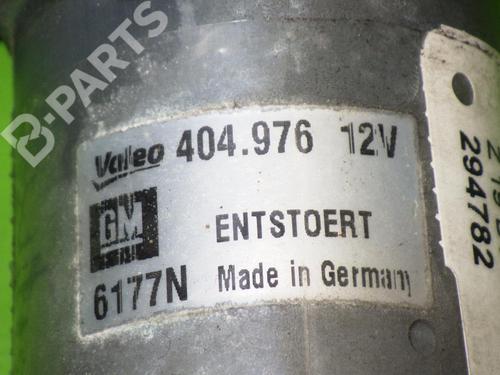 B-PARTS
Valeo 404.976 12V
GM
ENTSTOERT
6177N Made in Germany
294782